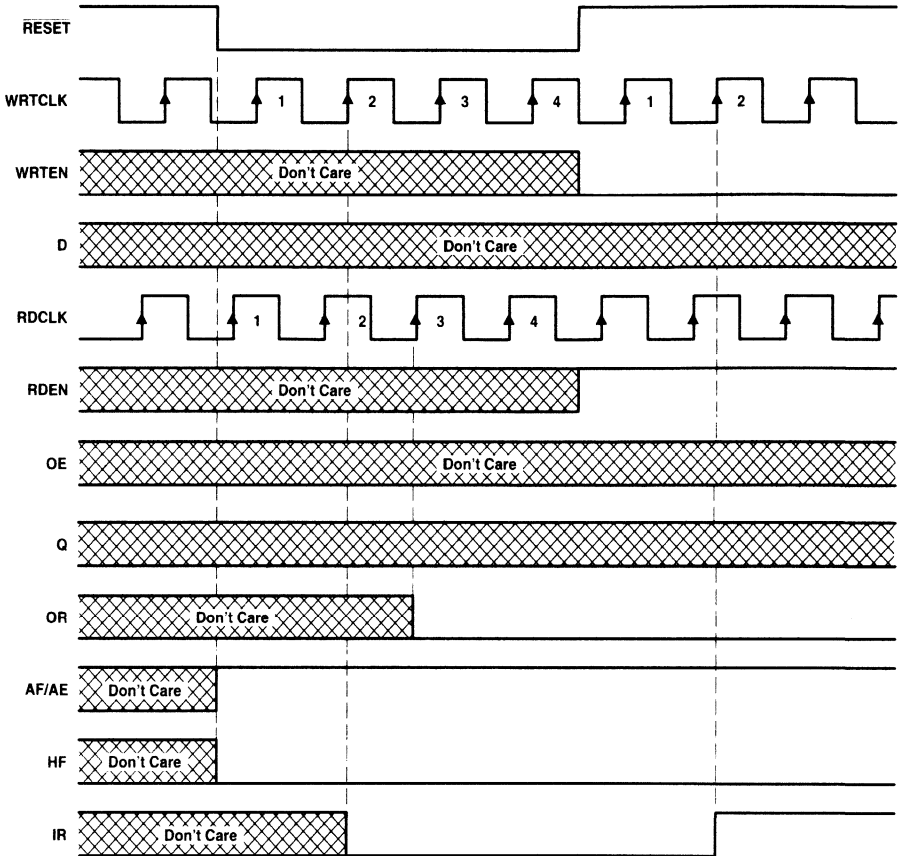 RESET
WRTCLK 1 2 3 4 1 2
WRTEN Don't Care
D Don't Care
RDCLK 1 2 3 4
RDEN Don't Care
OE Don't Care
Q
OR Don't Care
AF/AE Don't Care
HF Don't Care
IR Don't Care